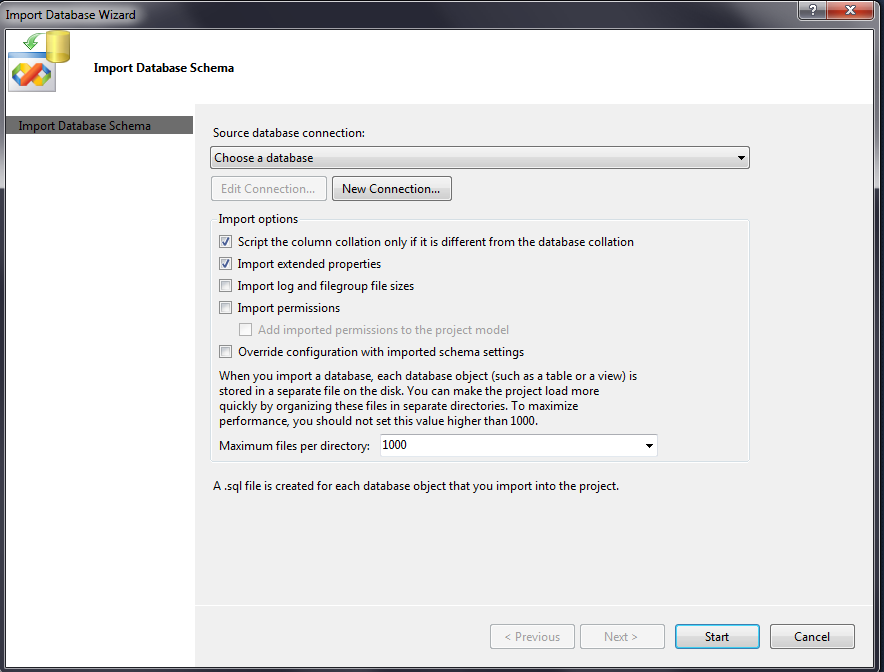 Import Database Wizard
?
Import Database Schema
Import Database Schema
Source database connection:
Choose a database
Edit Connection...
New Connection...
Import options
Script the column collation only if it is different from the database collation
Import extended properties
Import log and filegroup file sizes
Import permissions
Add imported permissions to the project model
Override configuration with imported schema settings
When you import a database, each database object (such as a table or a view) is
stored in a separate file on the disk. You can make the project load more
quickly by organizing these files in separate directories. To maximize
performance, you should not set this value higher than 1000.
Maximum files per directory:
1000
A .sql file is created for each database object that you import into the project.
< Previous
Next >
Start
Cancel